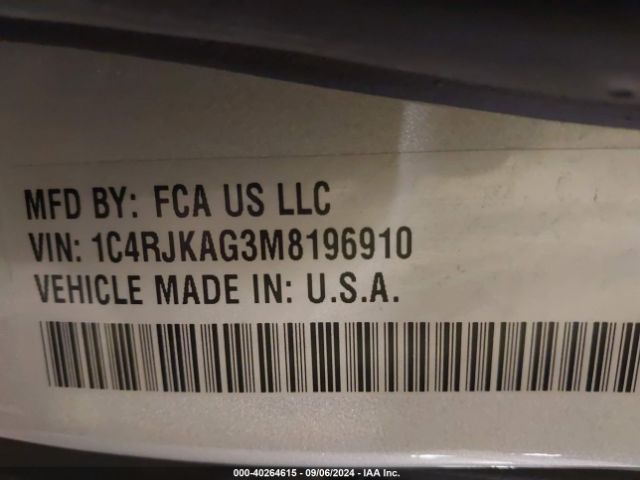 MFD BY: FCA US LLC
VIN: 1C4RJKAG3M8196910
VEHICLE MADE IN: U.S.A.
000-40264615 - 09/06/2024 - IAA Inc.